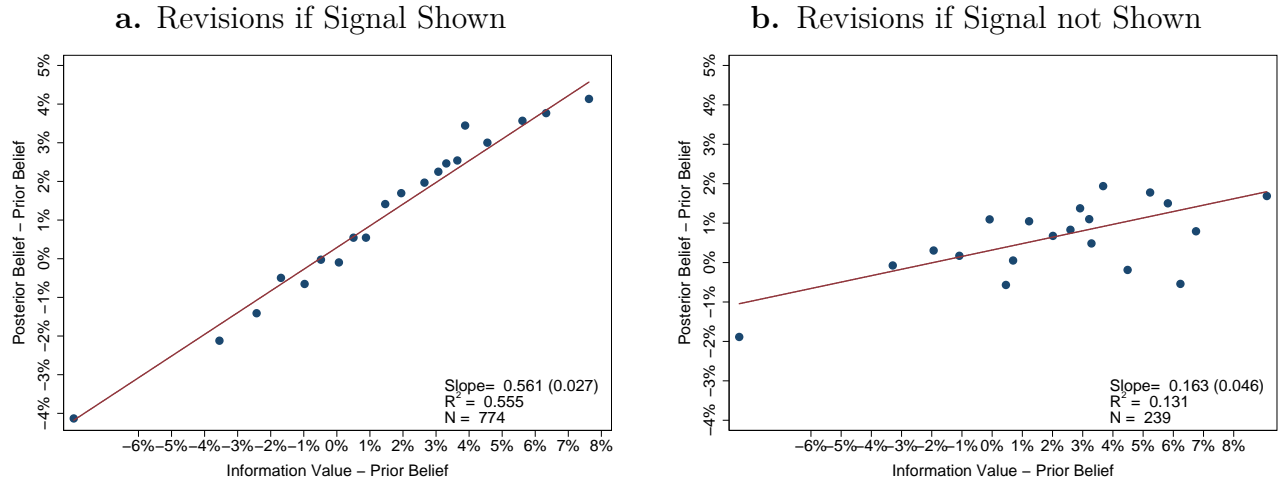 a. Revisions if Signal Shown
Posterior Belief − Prior Belief
5%
4%
3%
2%
1%
0%
−1%
−2%
−3%
−4%
Slope= 0.561 (0.027)
R² = 0.555
N = 774
−6%−5%−4%−3%−2%−1% 0% 1% 2% 3% 4% 5% 6% 7% 8%
Information Value − Prior Belief
b. Revisions if Signal not Shown
Posterior Belief − Prior Belief
5%
4%
3%
2%
1%
0%
−1%
−2%
−3%
−4%
Slope= 0.163 (0.046)
R² = 0.131
N = 239
−6%−5%−4%−3%−2%−1% 0% 1% 2% 3% 4% 5% 6% 7% 8%
Information Value − Prior Belief